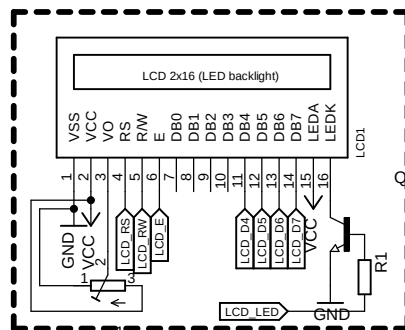 LCD 2x16 (LED backlight)
VSS
VCC
VO
RS
R/W
E
DB0
DB1
DB2
DB3
DB4
DB5
DB6
DB7
LEDA
LEDK
LCD1
1
2
3
4
5
6
7
8
9
10
11
12
13
14
15
16
GND
VCC
LCD_RS
LCD_RW
LCD_E
LCD_D4
LCD_D5
LCD_D6
LCD_D7
VCC
1
2
3
R1
LCD_LED
GND